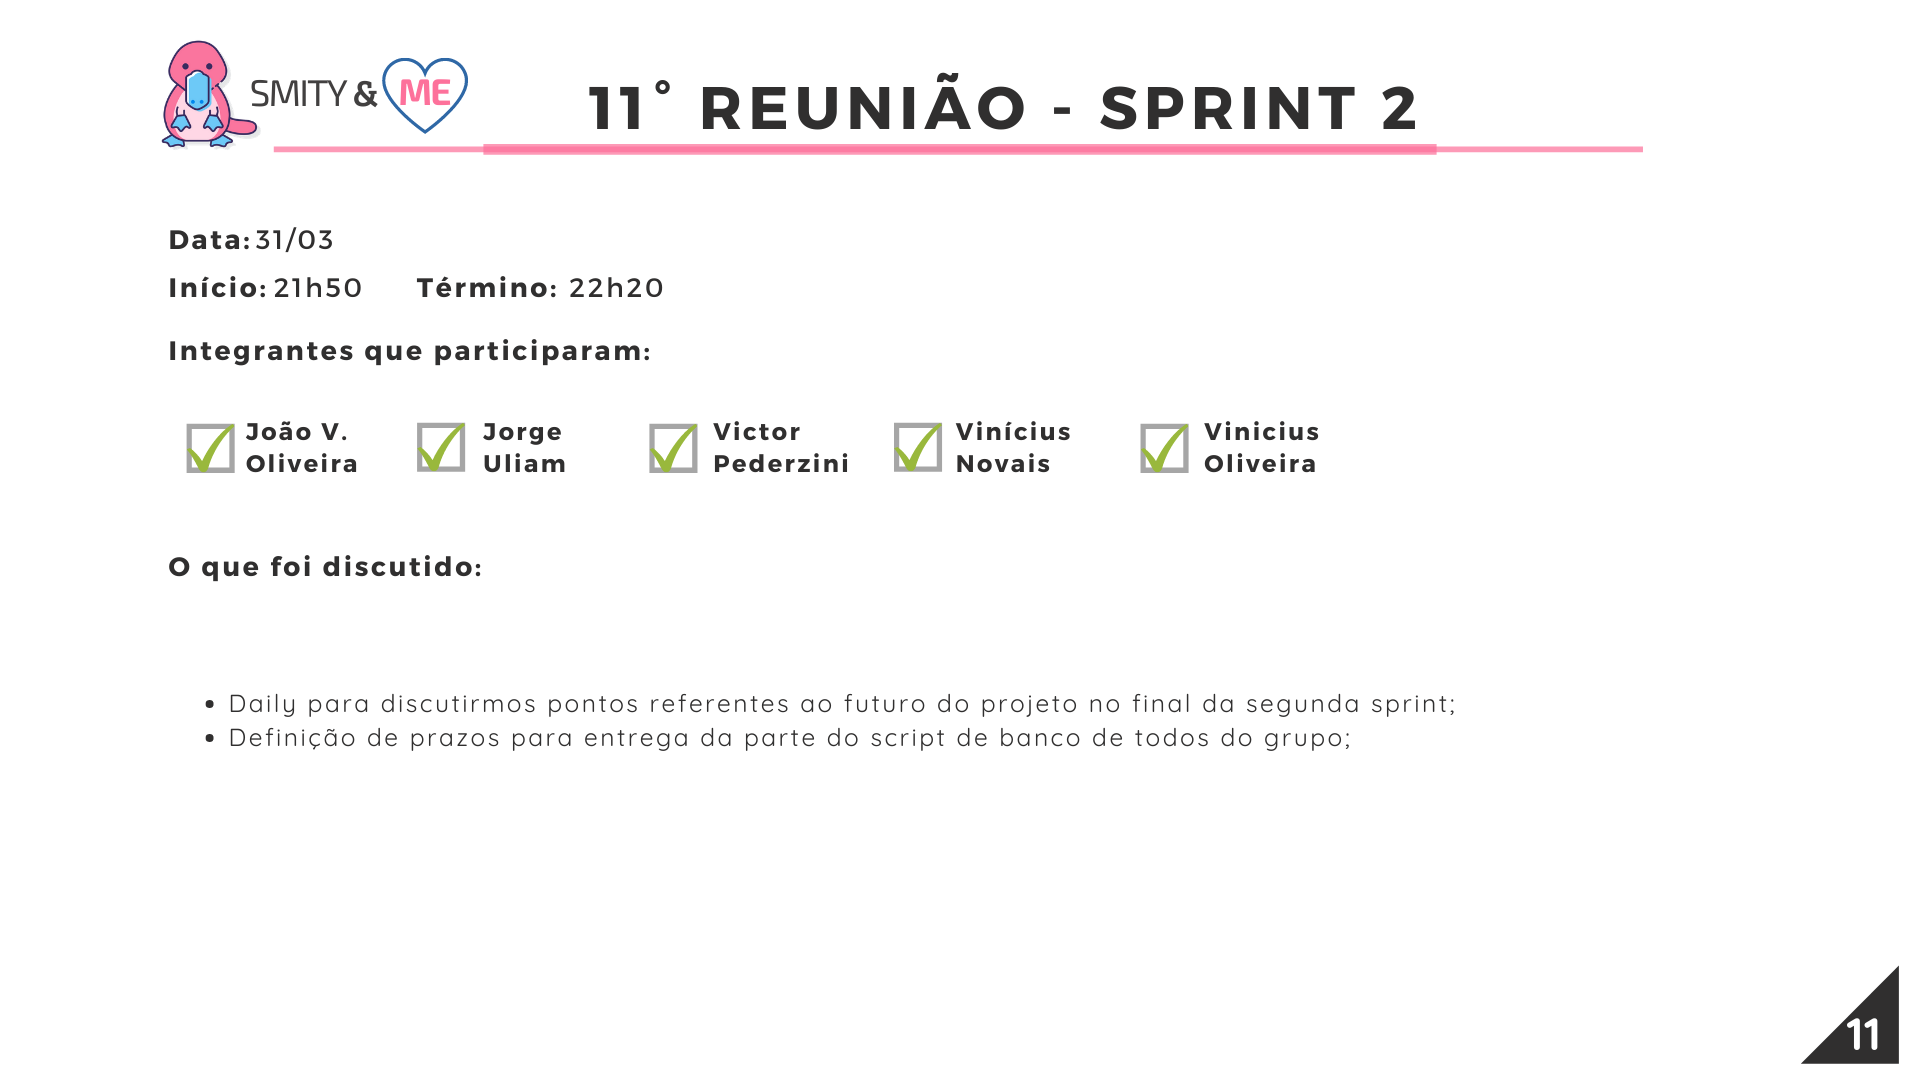 SMITY & ME
11° REUNIÃO - SPRINT 2
Data: 31/03
Início: 21h50 Término: 22h20
Integrantes que participaram:
João V.
Oliveira
Jorge
Uliam
Victor
Pederzini
Vinícius
Novais
Vinicius
Oliveira
O que foi discutido:
• Daily para discutirmos pontos referentes ao futuro do projeto no final da segunda sprint;
• Definição de prazos para entrega da parte do script de banco de todos do grupo;
11